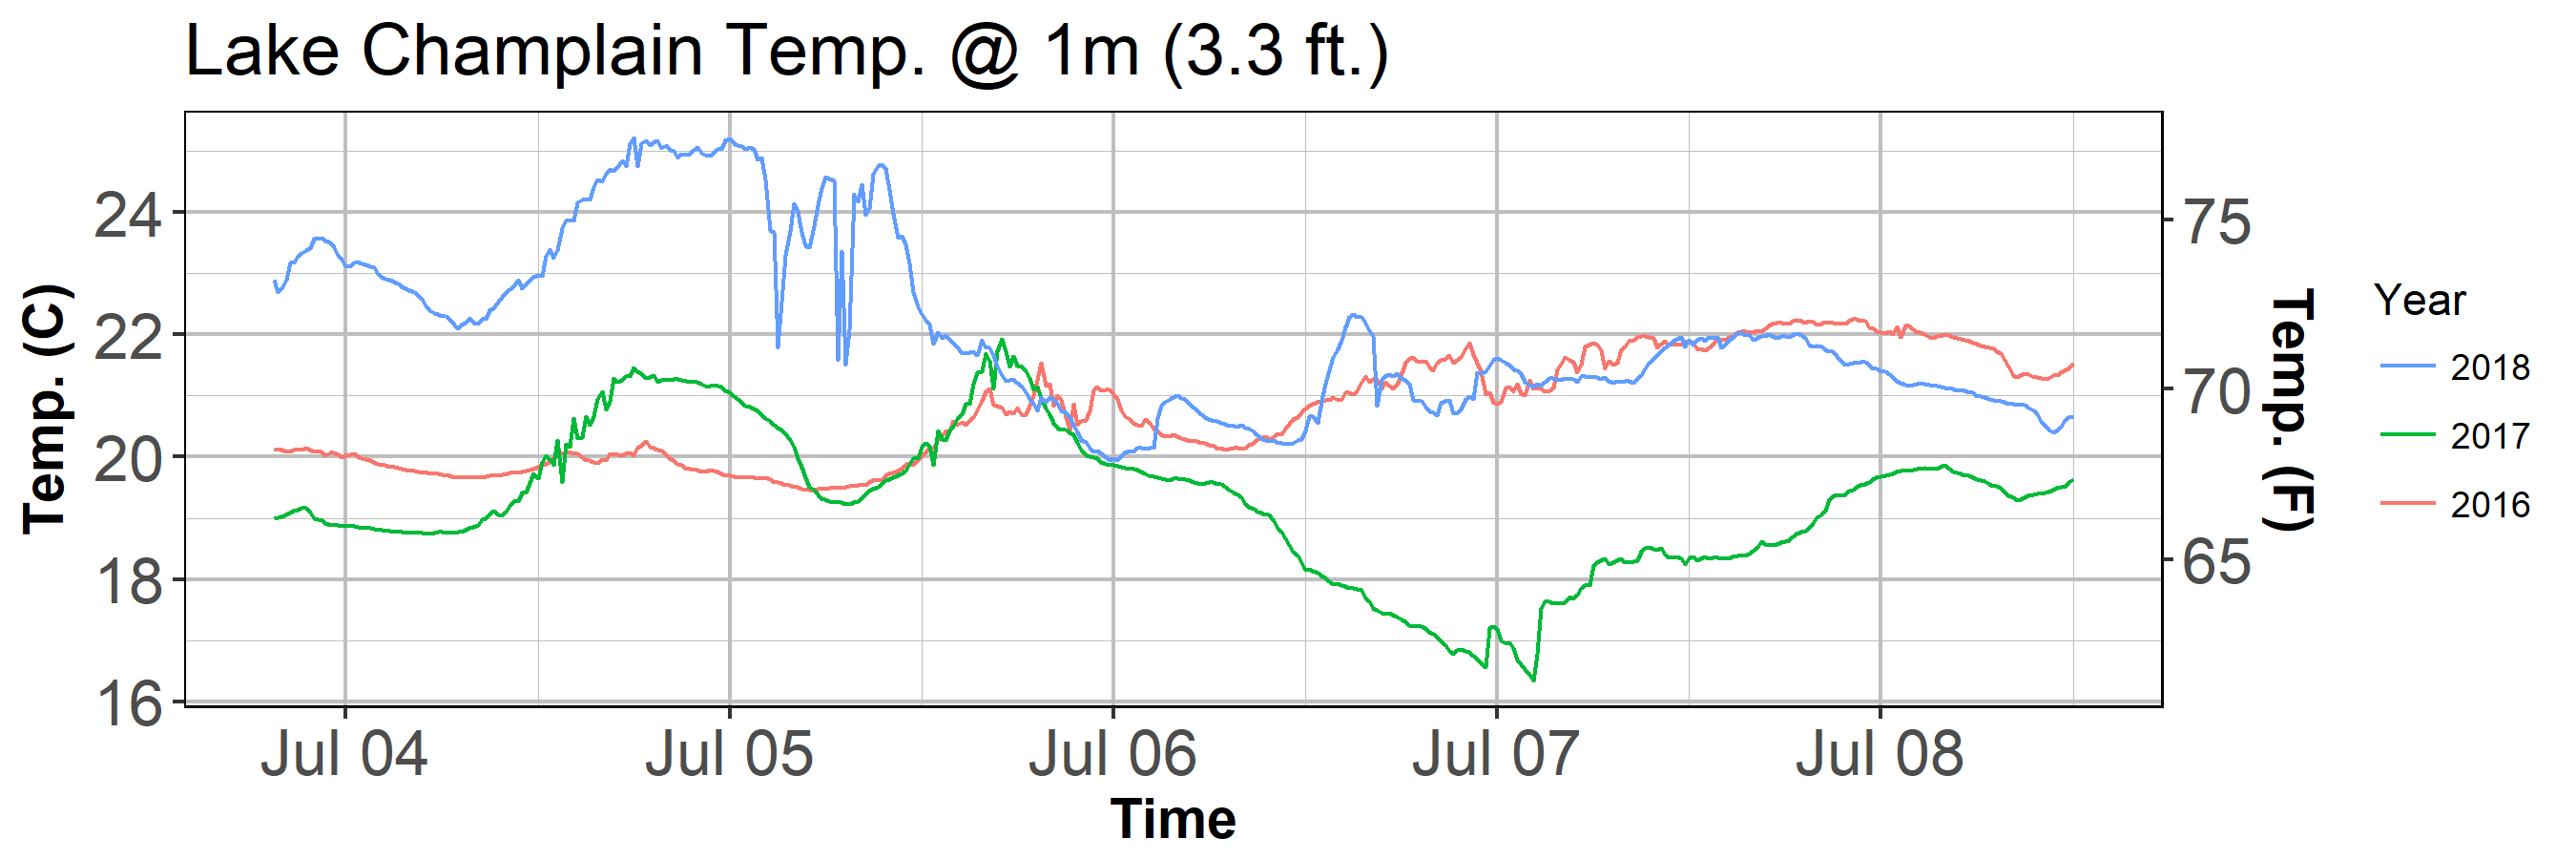 Lake Champlain Temp. @ 1m (3.3 ft.)
Temp. (C)
24
22
20
18
16
75
70
65
Temp. (F)
Jul 04
Jul 05
Jul 06
Jul 07
Jul 08
Time
Year
2018
2017
2016